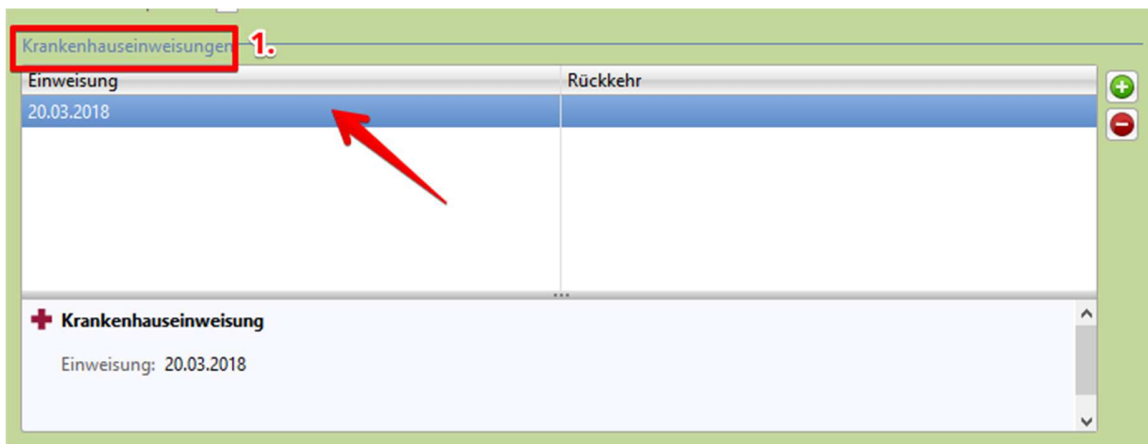 Krankenhauseinweisungen 1.
Einweisung Rückkehr
20.03.2018
Krankenhauseinweisung
Einweisung: 20.03.2018